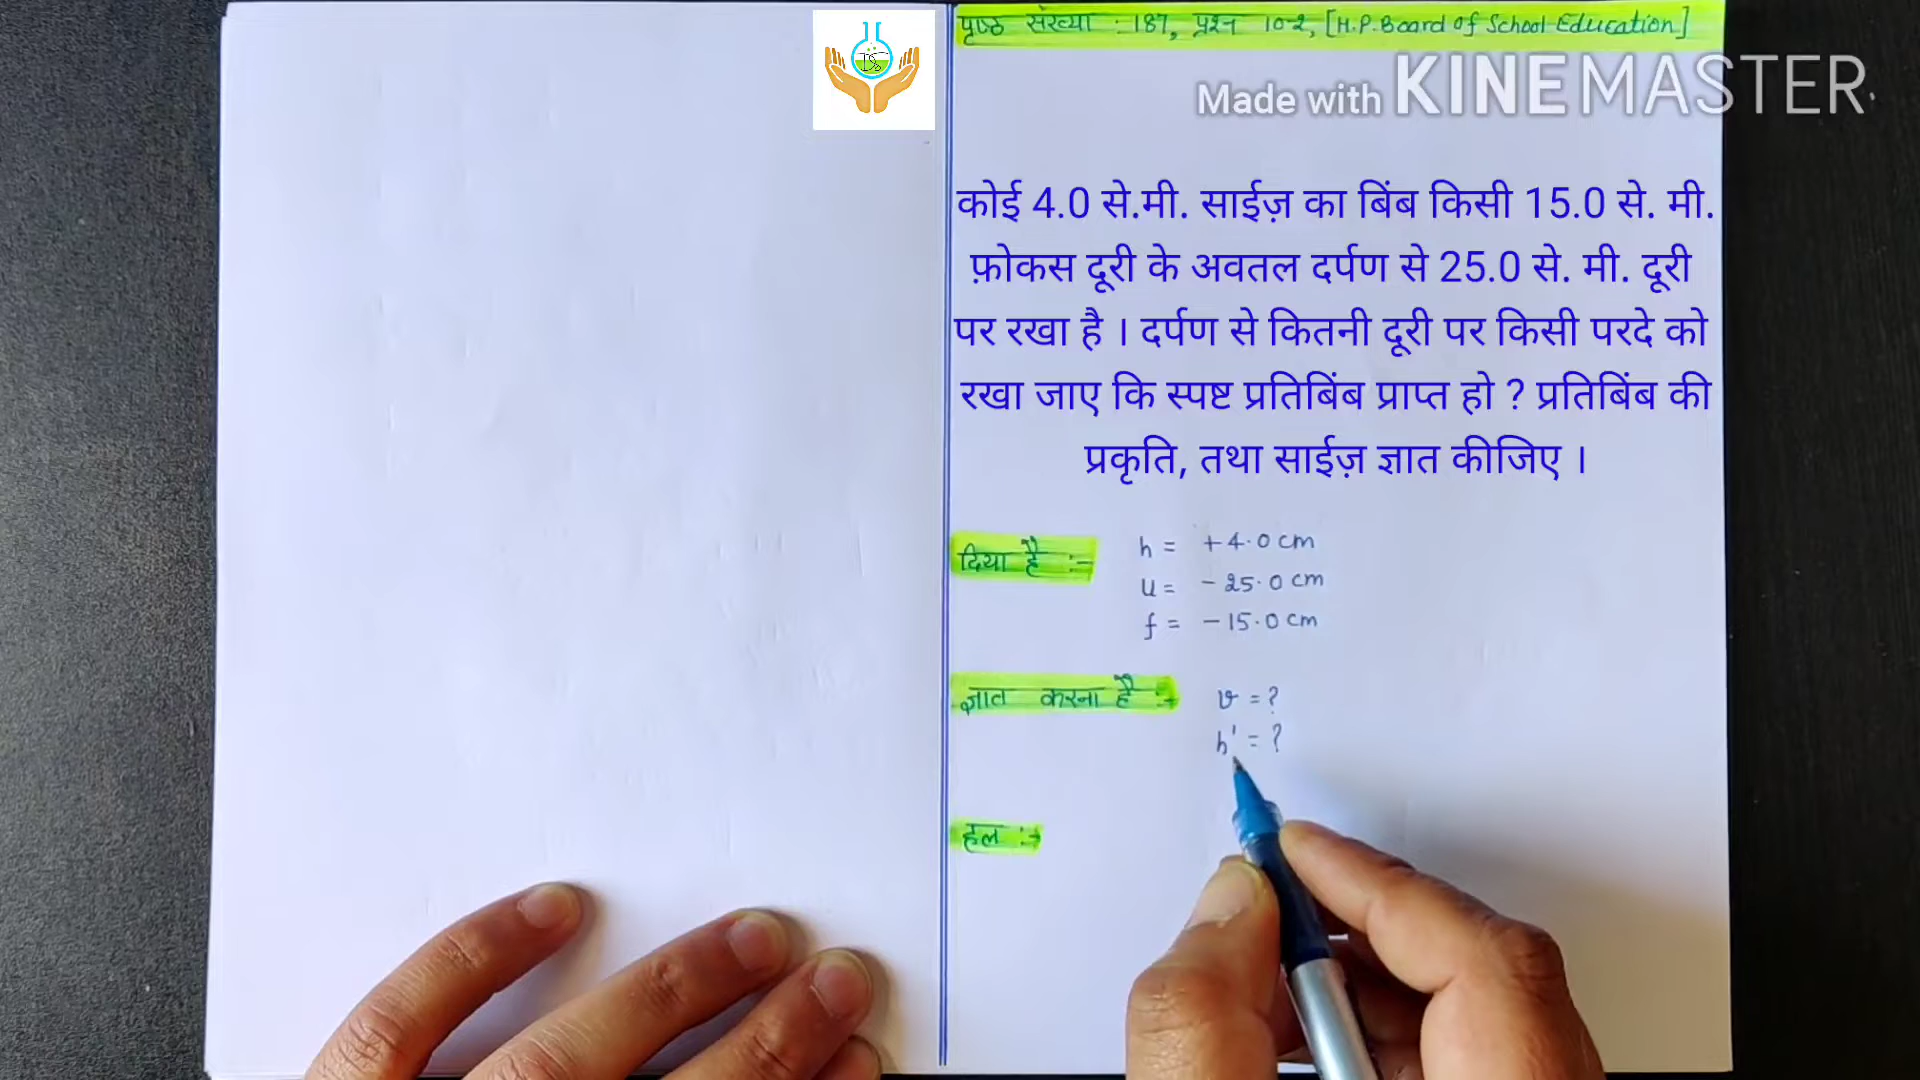 पृष्ठ संख्या : 187, प्रश्न 10.2, [H.P.Board of School Education]
Made with KINEMASTER
कोई 4.0 से.मी. साईज़ का बिंब किसी 15.0 से. मी.
फ़ोकस दूरी के अवतल दर्पण से 25.0 से. मी. दूरी
पर रखा है । दर्पण से कितनी दूरी पर किसी परदे को
रखा जाए कि स्पष्ट प्रतिबिंब प्राप्त हो ? प्रतिबिंब की
प्रकृति, तथा साईज़ ज्ञात कीजिए ।
दिया है :- h = +4.0 cm
u = - 25.0 cm
f = -15.0 cm
ज्ञात करना है :- v = ?
h' = ?
हल :-